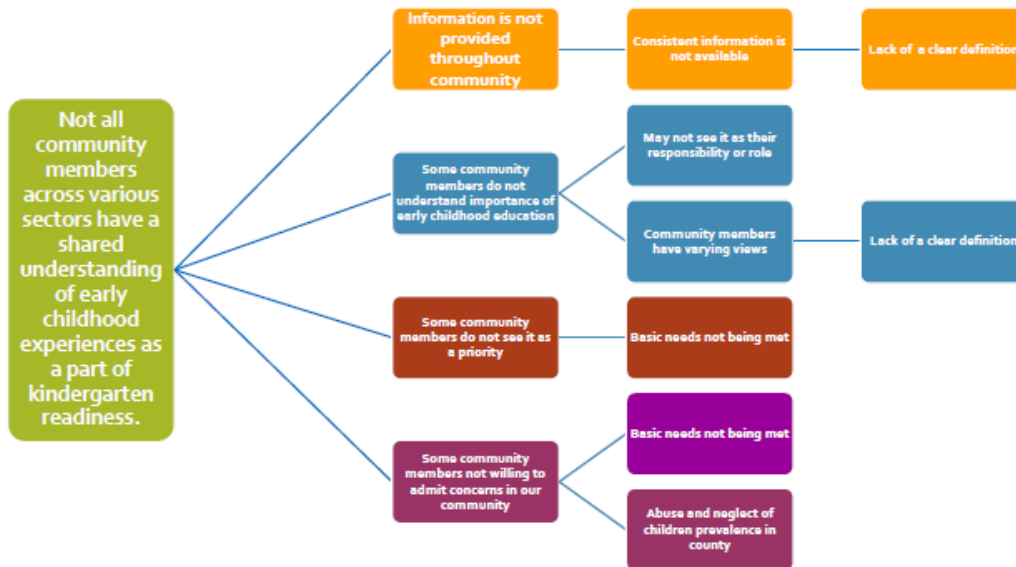 Not all
community
members
across various
sectors have a
shared
understanding
of early
childhood
experiences as
a part of
kindergarten
readiness.
Information is not
provided
throughout
community
Consistent information is
not available
Lack of a clear definition
Some community
members do not
understand importance of
early childhood education
May not see it as their
responsibility or role
Community members
have varying views
Lack of a clear definition
Some community
members do not see it as
a priority
Basic needs not being met
Some community
members not willing to
admit concerns in our
community
Basic needs not being met
Abuse and neglect of
children prevalence in
county